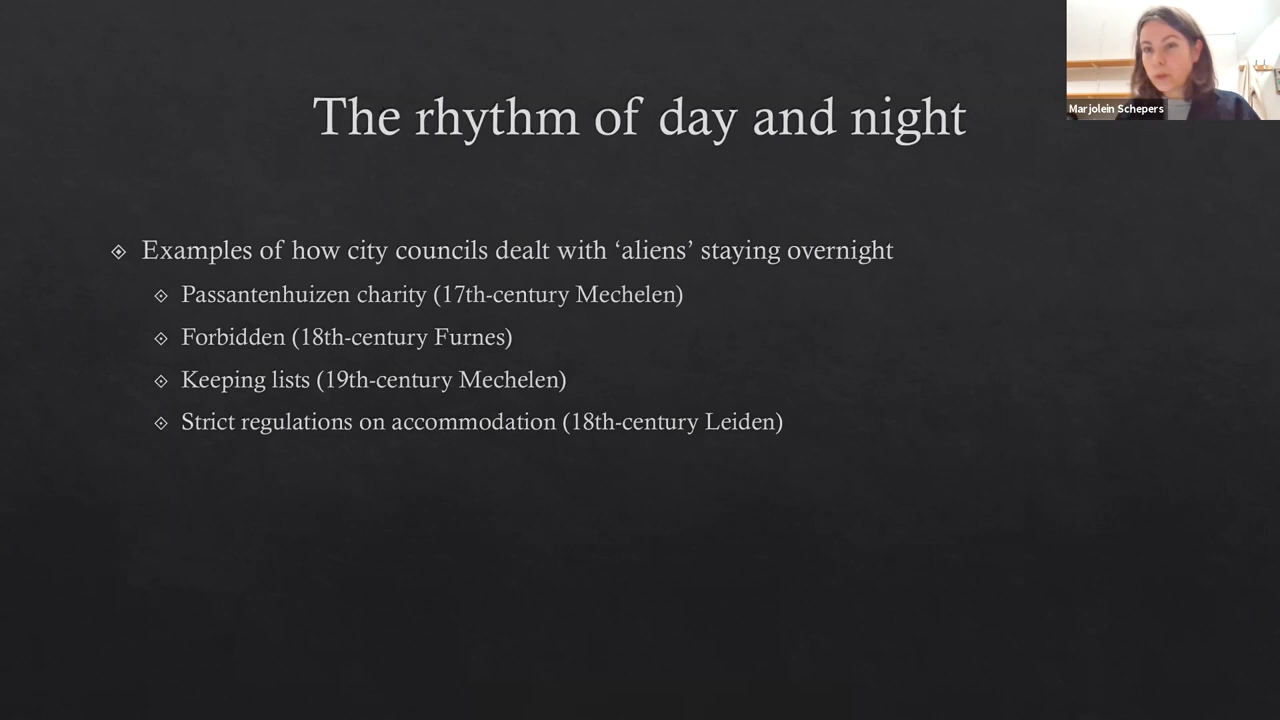 The rhythm of day and night
Marjolein Schepers
Examples of how city councils dealt with ‘aliens’ staying overnight
Passantenhuizen charity (17th-century Mechelen)
Forbidden (18th-century Furnes)
Keeping lists (19th-century Mechelen)
Strict regulations on accommodation (18th-century Leiden)